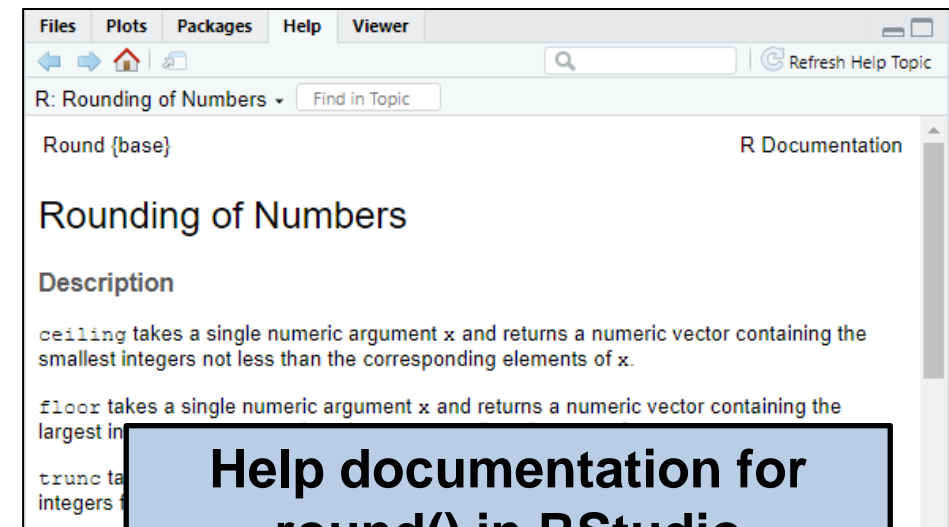 Files Plots Packages Help Viewer
Refresh Help Topic
R: Rounding of Numbers Find in Topic
Round {base} R Documentation
Rounding of Numbers
Description
ceiling takes a single numeric argument x and returns a numeric vector containing the
smallest integers not less than the corresponding elements of x.
floor takes a single numeric argument x and returns a numeric vector containing the
largest
trunc
integers
Help documentation for
round() in RStudio